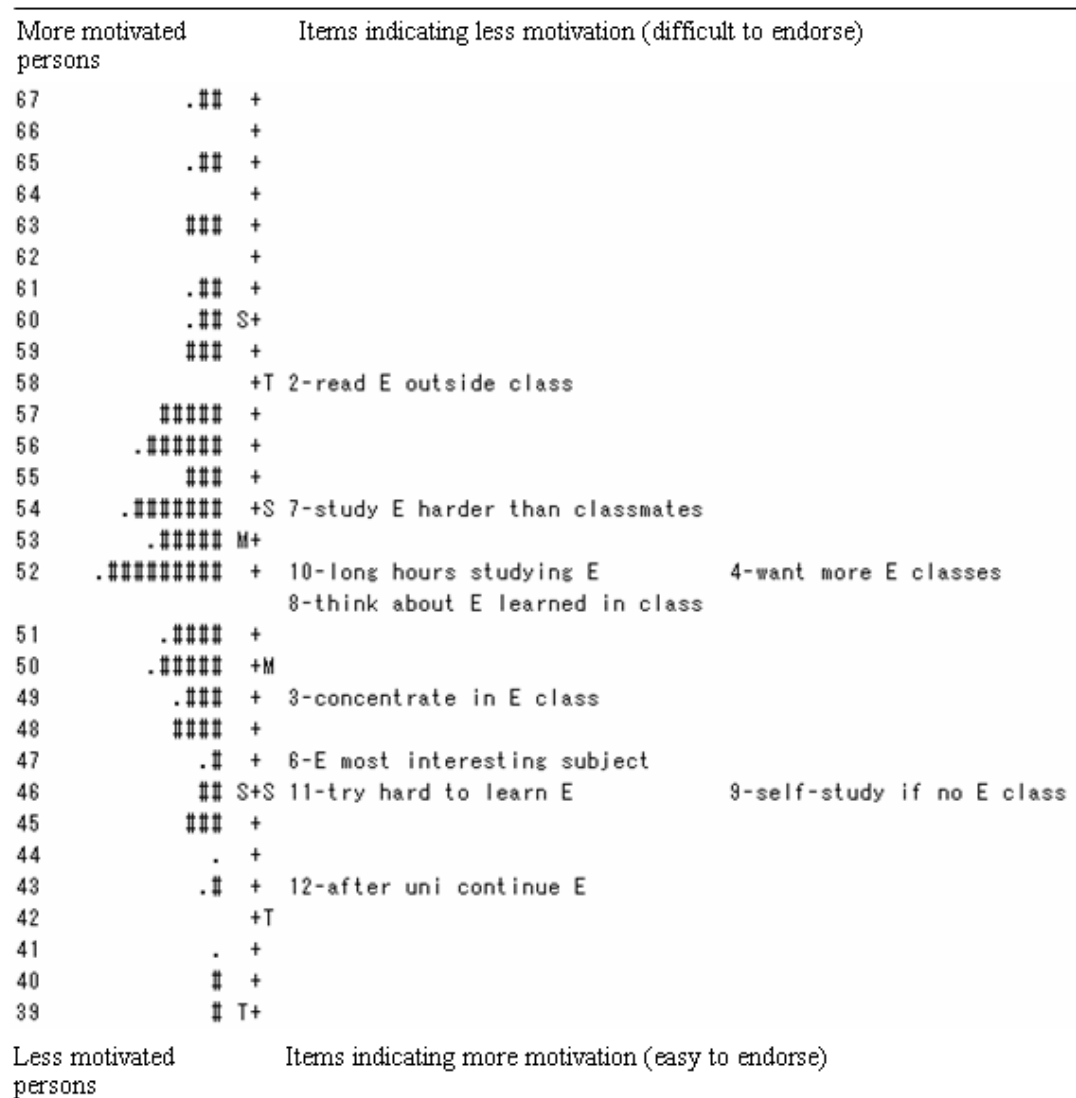 More motivated persons Items indicating less motivation (difficult to endorse)
67 .## +
66 +
65 .## +
64 +
63 ### +
62 +
61 .## +
60 .## S+
59 ### +
58 +T 2-read E outside class
57 ##### +
56 .###### +
55 ### +
54 .####### +S 7-study E harder than classmates
53 .##### M+
52 .######### + 10-long hours studying E 4-want more E classes
8-think about E learned in class
51 .#### +
50 .##### +M
49 .### + 3-concentrate in E class
48 #### +
47 .# + 6-E most interesting subject
46 ## S+S 11-try hard to learn E 9-self-study if no E class
45 ### +
44 . +
43 .# + 12-after uni continue E
42 +T
41 . +
40 # +
39 # T+
Less motivated persons Items indicating more motivation (easy to endorse)